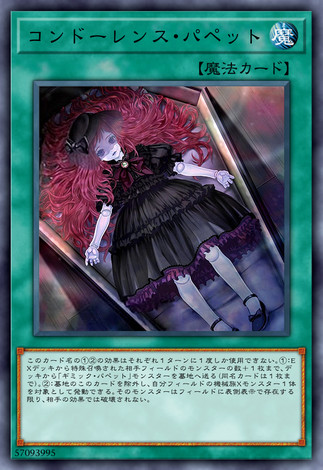 コンドーレンス・パペット
魔
【魔法カード】
このカード名の①②の効果はそれぞれ１ターンに１度しか使用できない。①：E
Xデッキから特殊召喚された相手フィールドのモンスターの数＋１枚まで、デ
ッキから「ギミック・パペット」モンスターを墓地へ送る（同名カードは１枚ま
で）。②：墓地のこのカードを除外し、自分フィールドの機械族Xモンスター１体
を対象として発動できる。そのモンスターはフィールドに表側表示で存在する
限り、相手の効果では破壊されない。
57093995